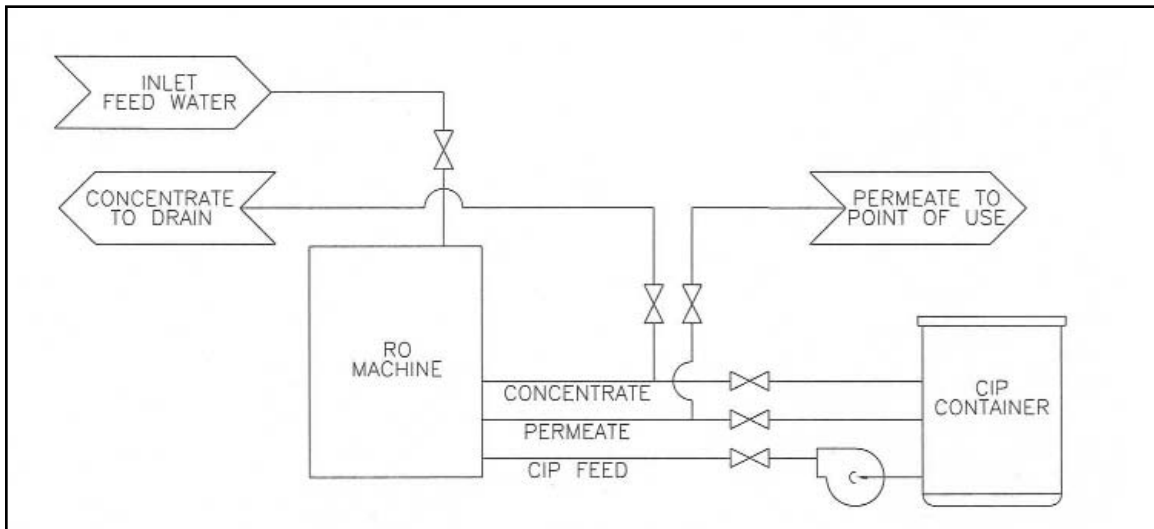 INLET
FEED WATER
CONCENTRATE
TO DRAIN
PERMEATE TO
POINT OF USE
RO
MACHINE
CONCENTRATE
PERMEATE
CIP FEED
CIP
CONTAINER